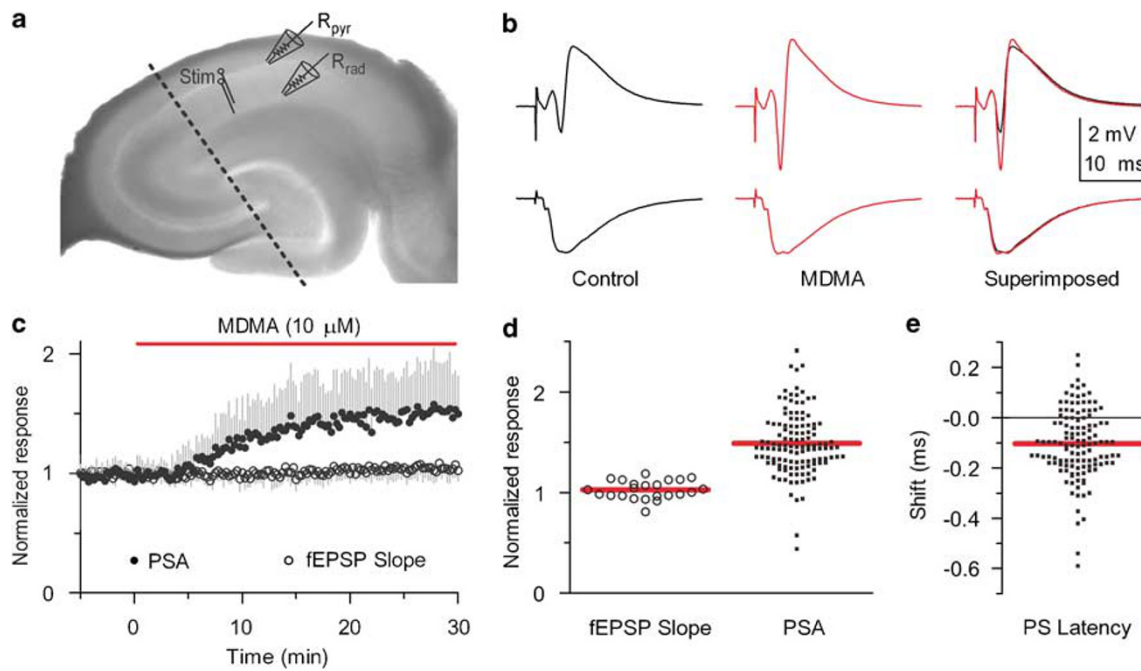 a
R_pyr
R_rad
Stim
b
2 mV
10 ms
Control
MDMA
Superimposed
c
MDMA (10 μM)
Normalized response
2
1
0
PSA
fEPSP Slope
0
10
20
30
Time (min)
d
Normalized response
2
1
0
fEPSP Slope
PSA
e
Shift (ms)
0.2
-0.0
-0.2
-0.4
-0.6
PS Latency